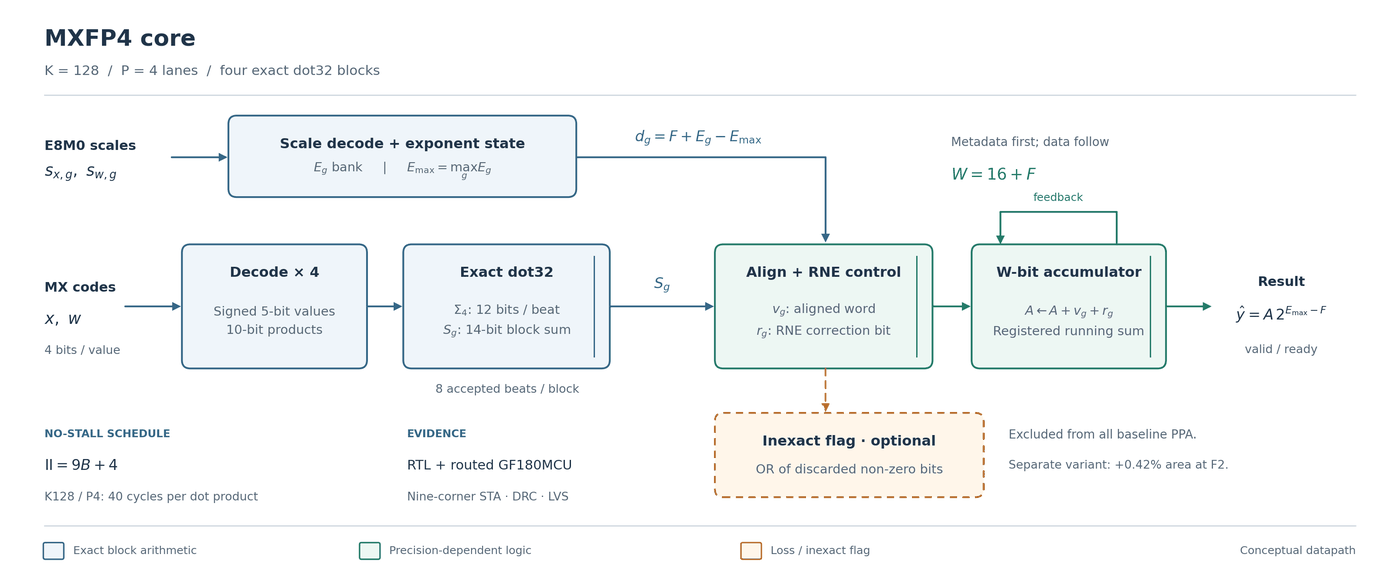 MXFP4 core
K = 128 / P = 4 lanes / four exact dot32 blocks
E8M0 scales
s_{x,g}, s_{w,g}
Scale decode + exponent state
E_g bank | E_max = max_g E_g
d_g = F + E_g − E_max
Metadata first; data follow
W = 16 + F
feedback
MX codes
x, w
4 bits / value
Decode × 4
Signed 5-bit values
10-bit products
Exact dot32
Σ₄: 12 bits / beat
S_g: 14-bit block sum
8 accepted beats / block
S_g
Align + RNE control
v_g: aligned word
r_g: RNE correction bit
W-bit accumulator
A ← A + v_g + r_g
Registered running sum
Result
ŷ = A 2^{E_max − F}
valid / ready
NO-STALL SCHEDULE
II = 9B + 4
K128 / P4: 40 cycles per dot product
EVIDENCE
RTL + routed GF180MCU
Nine-corner STA · DRC · LVS
Inexact flag · optional
OR of discarded non-zero bits
Excluded from all baseline PPA.
Separate variant: +0.42% area at F2.
Exact block arithmetic
Precision-dependent logic
Loss / inexact flag
Conceptual datapath